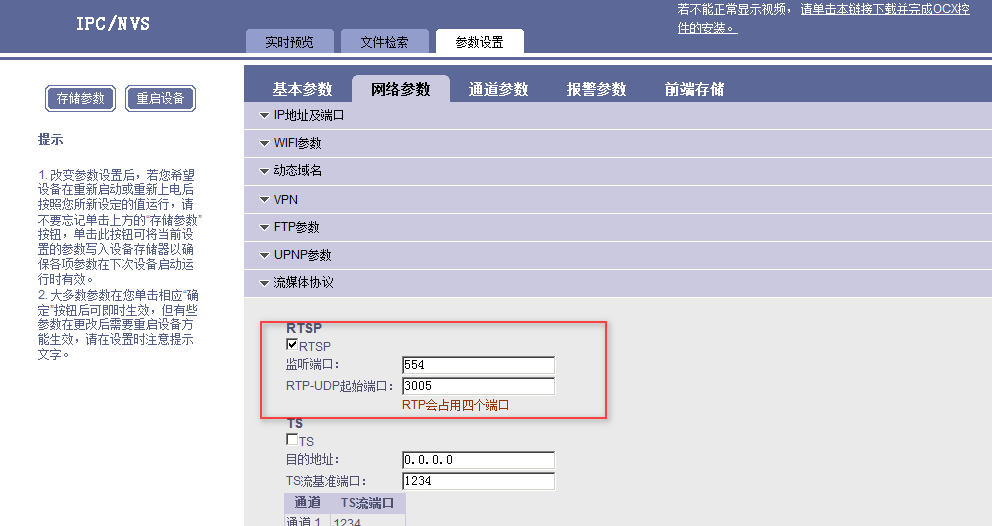 IPC/NVS
若不能正常显示视频，请单击本链接下载并完成OCX控
件的安装。
实时预览 文件检索 参数设置
存储参数 重启设备
提示
1. 改变参数设置后，若您希望
设备在重新启动或重新上电后
按照您所新设定的值运行，请
不要忘记单击上方的“存储参数”
按钮，单击此按钮可将当前设
置的参数写入设备存储器以确
保各项参数在下次设备启动运
行时有效。
2. 大多数参数在您单击相应“确
定”按钮后可即时生效，但有些
参数在更改后需要重启设备方
能生效，请在设置时注意提示
文字。
基本参数 网络参数 通道参数 报警参数 前端存储
IP地址及端口
WIFI参数
动态域名
VPN
FTP参数
UPNP参数
流媒体协议
RTSP
RTSP
监听端口： 554
RTP-UDP起始端口： 3005
RTP会占用四个端口
TS
TS
目的地址： 0.0.0.0
TS流基准端口： 1234
通道 TS流端口
通道 1 1234